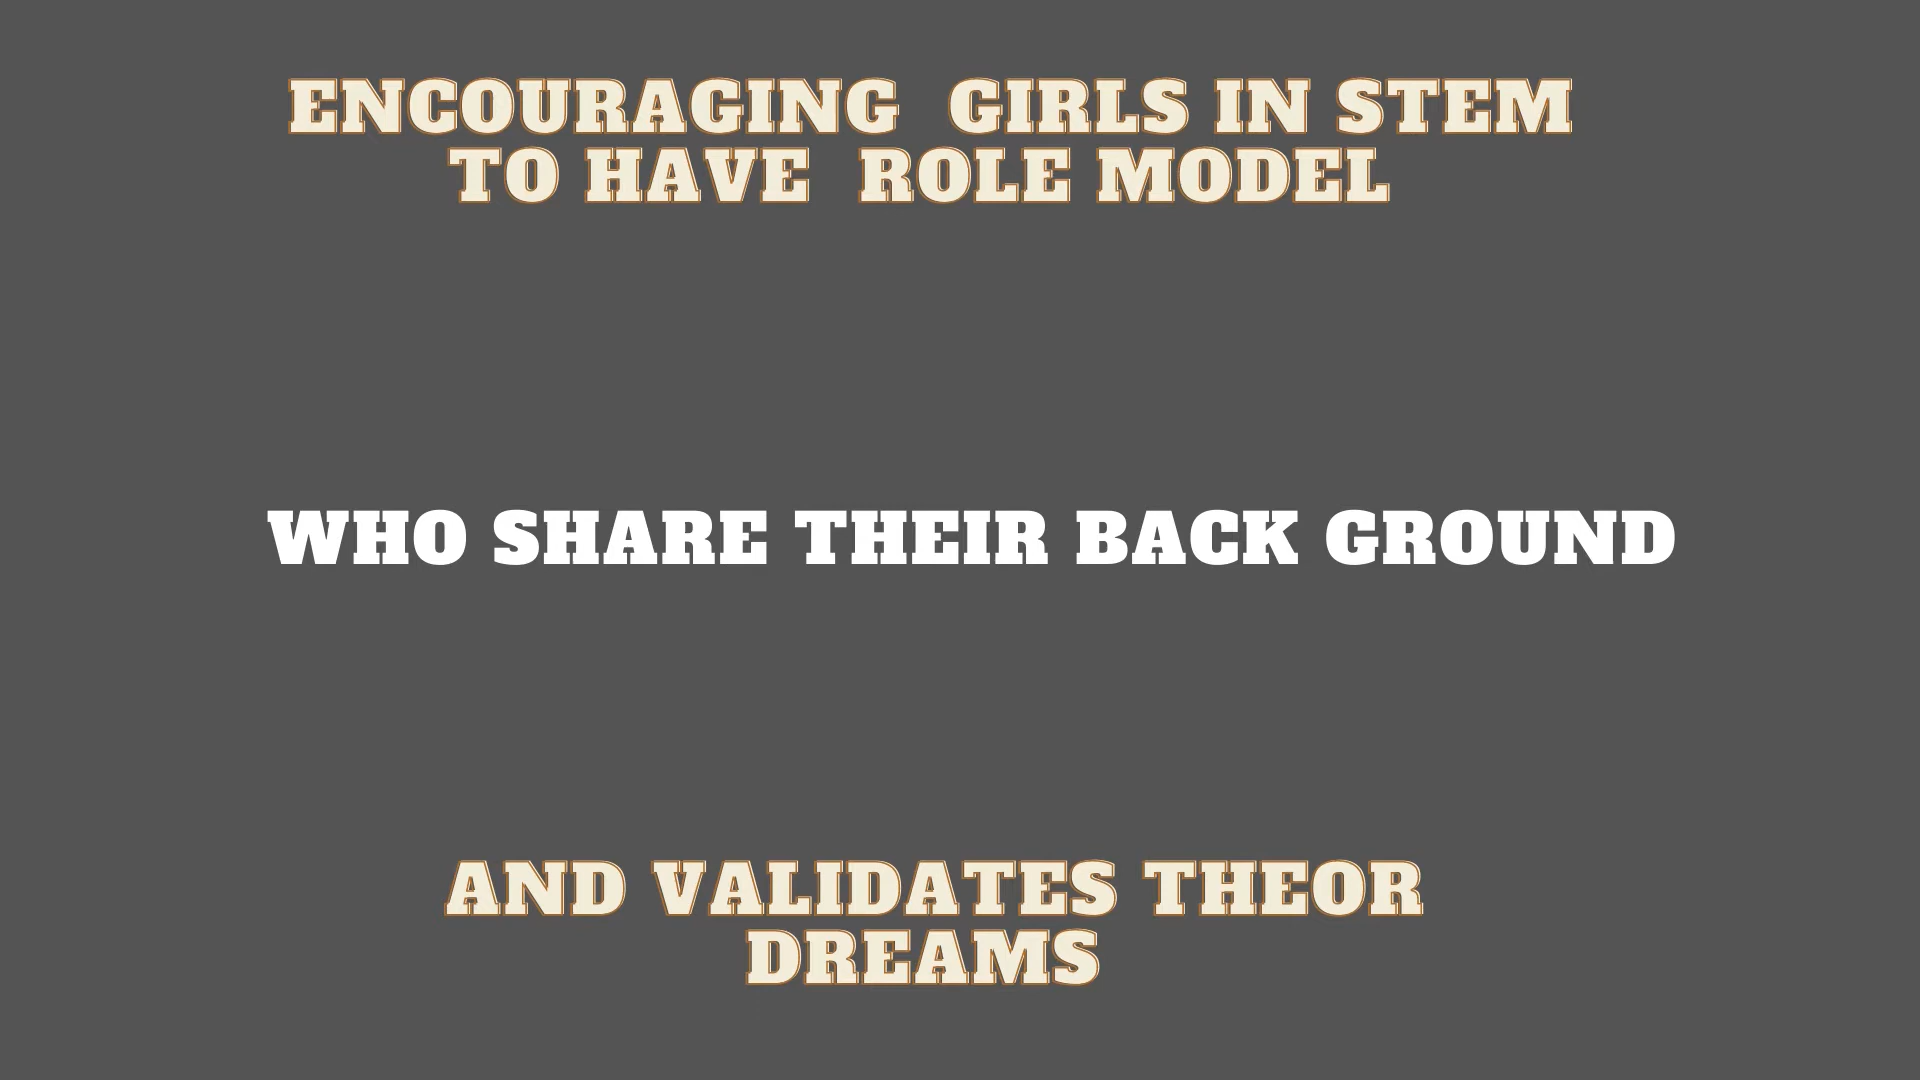 ENCOURAGING  GIRLS IN STEM
TO HAVE  ROLE MODEL
WHO SHARE THEIR BACK GROUND
AND VALIDATES THEOR
DREAMS